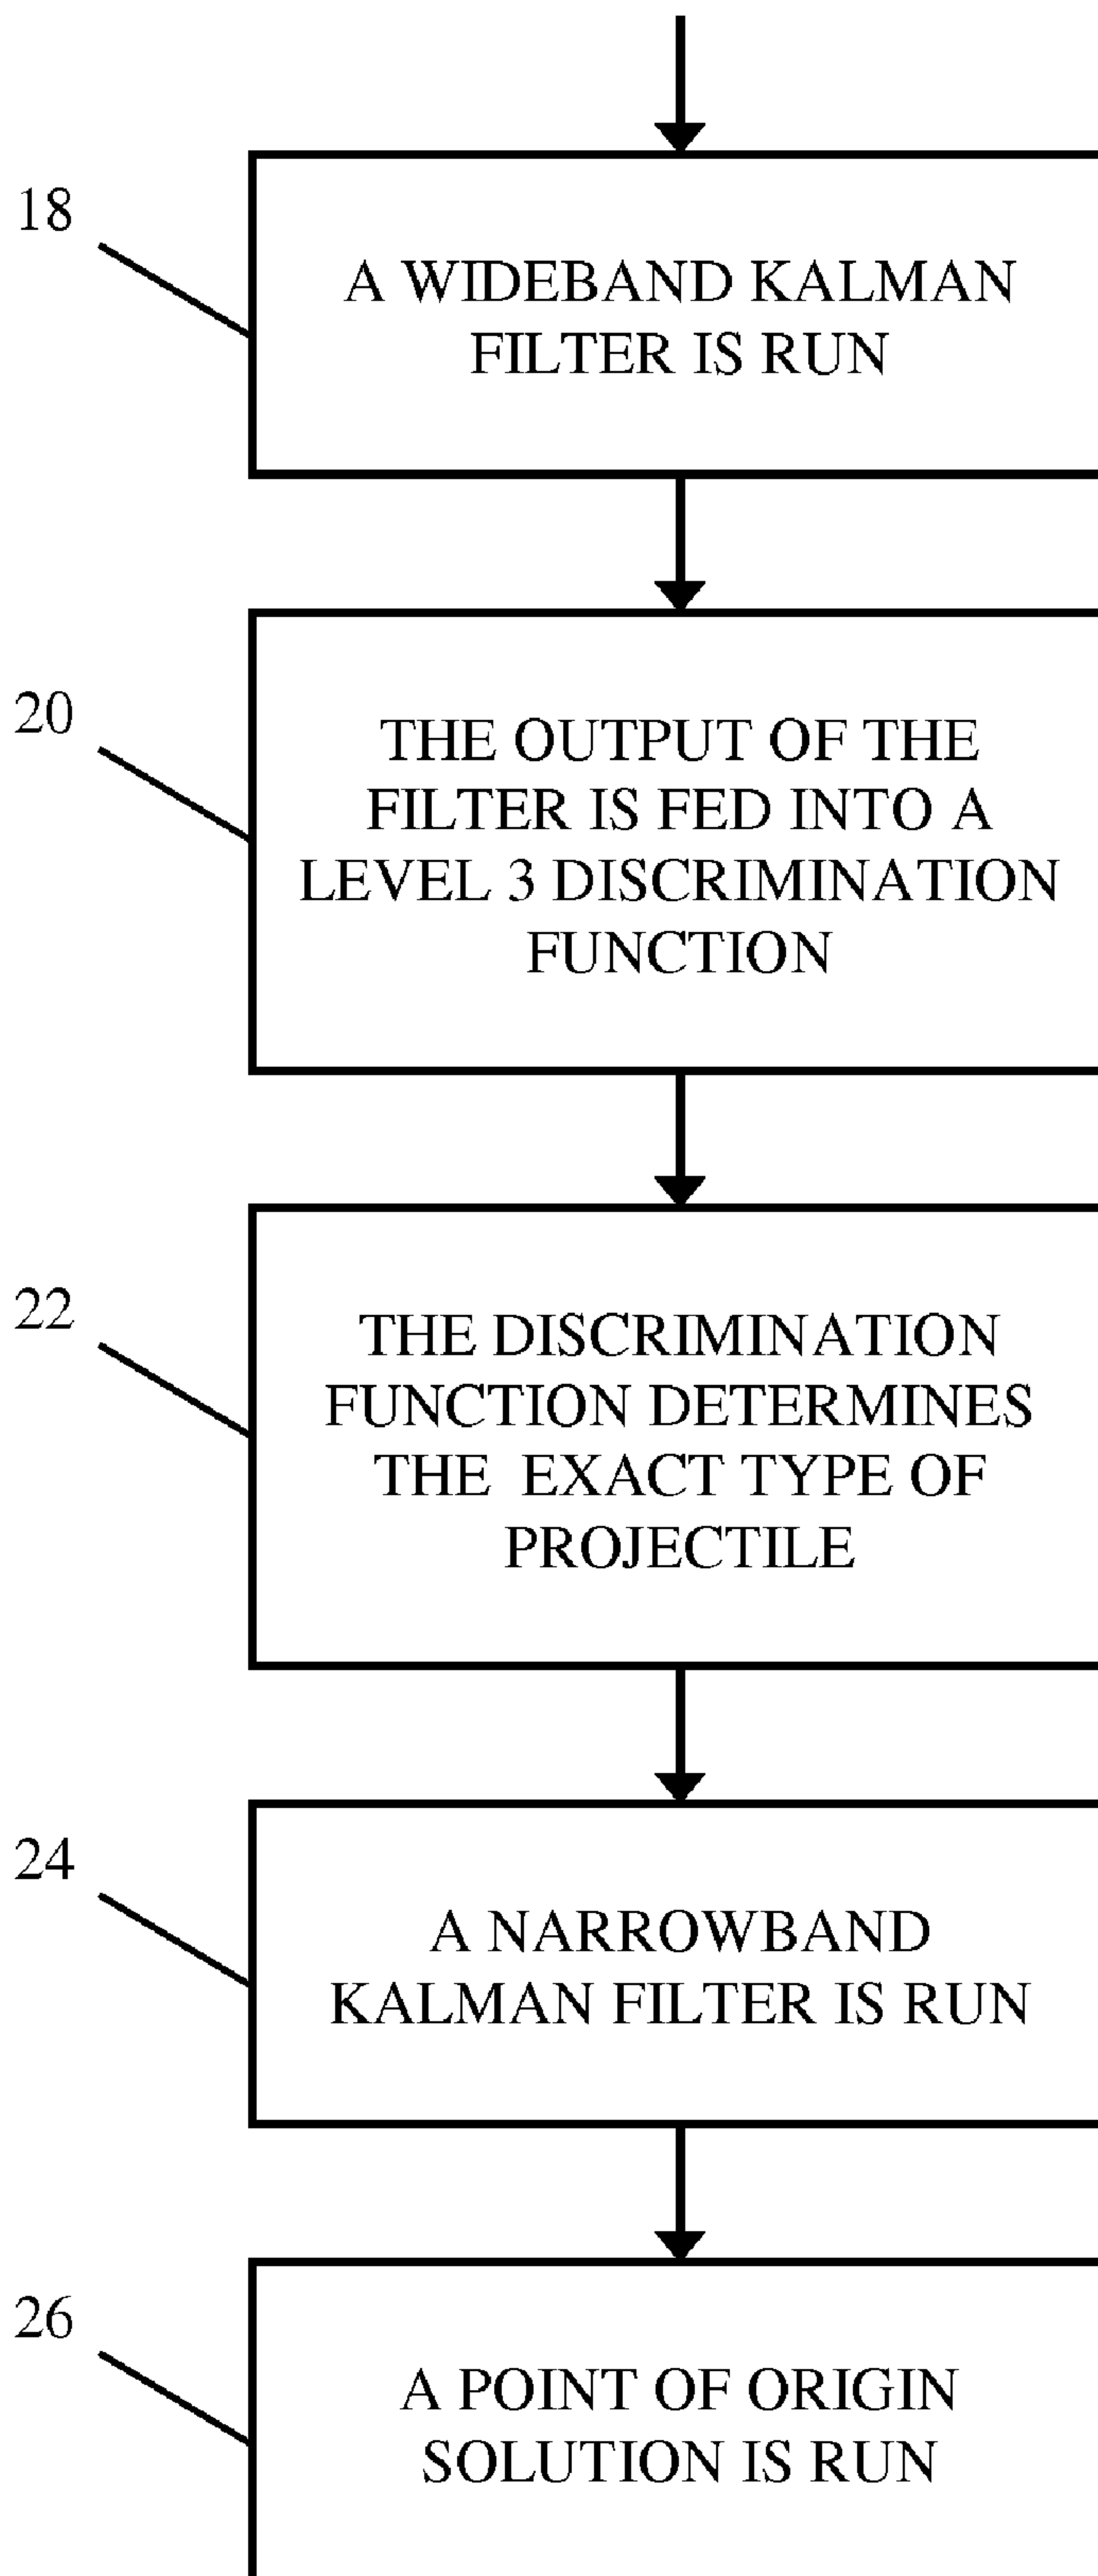 18
A WIDEBAND KALMAN
FILTER IS RUN
20
THE OUTPUT OF THE
FILTER IS FED INTO A
LEVEL 3 DISCRIMINATION
FUNCTION
22
THE DISCRIMINATION
FUNCTION DETERMINES
THE EXACT TYPE OF
PROJECTILE
24
A NARROWBAND
KALMAN FILTER IS RUN
26
A POINT OF ORIGIN
SOLUTION IS RUN